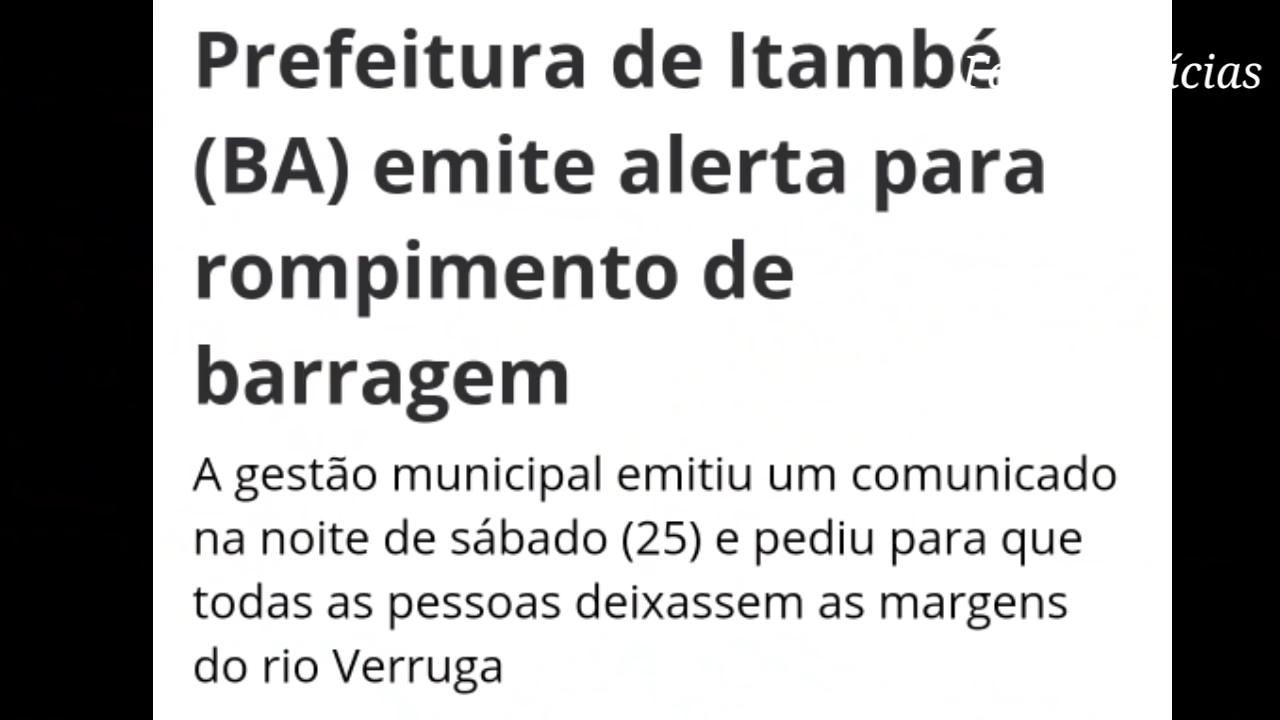 Prefeitura de Itambé
(BA) emite alerta para
rompimento de
barragem
A gestão municipal emitiu um comunicado
na noite de sábado (25) e pediu para que
todas as pessoas deixassem as margens
do rio Verruga